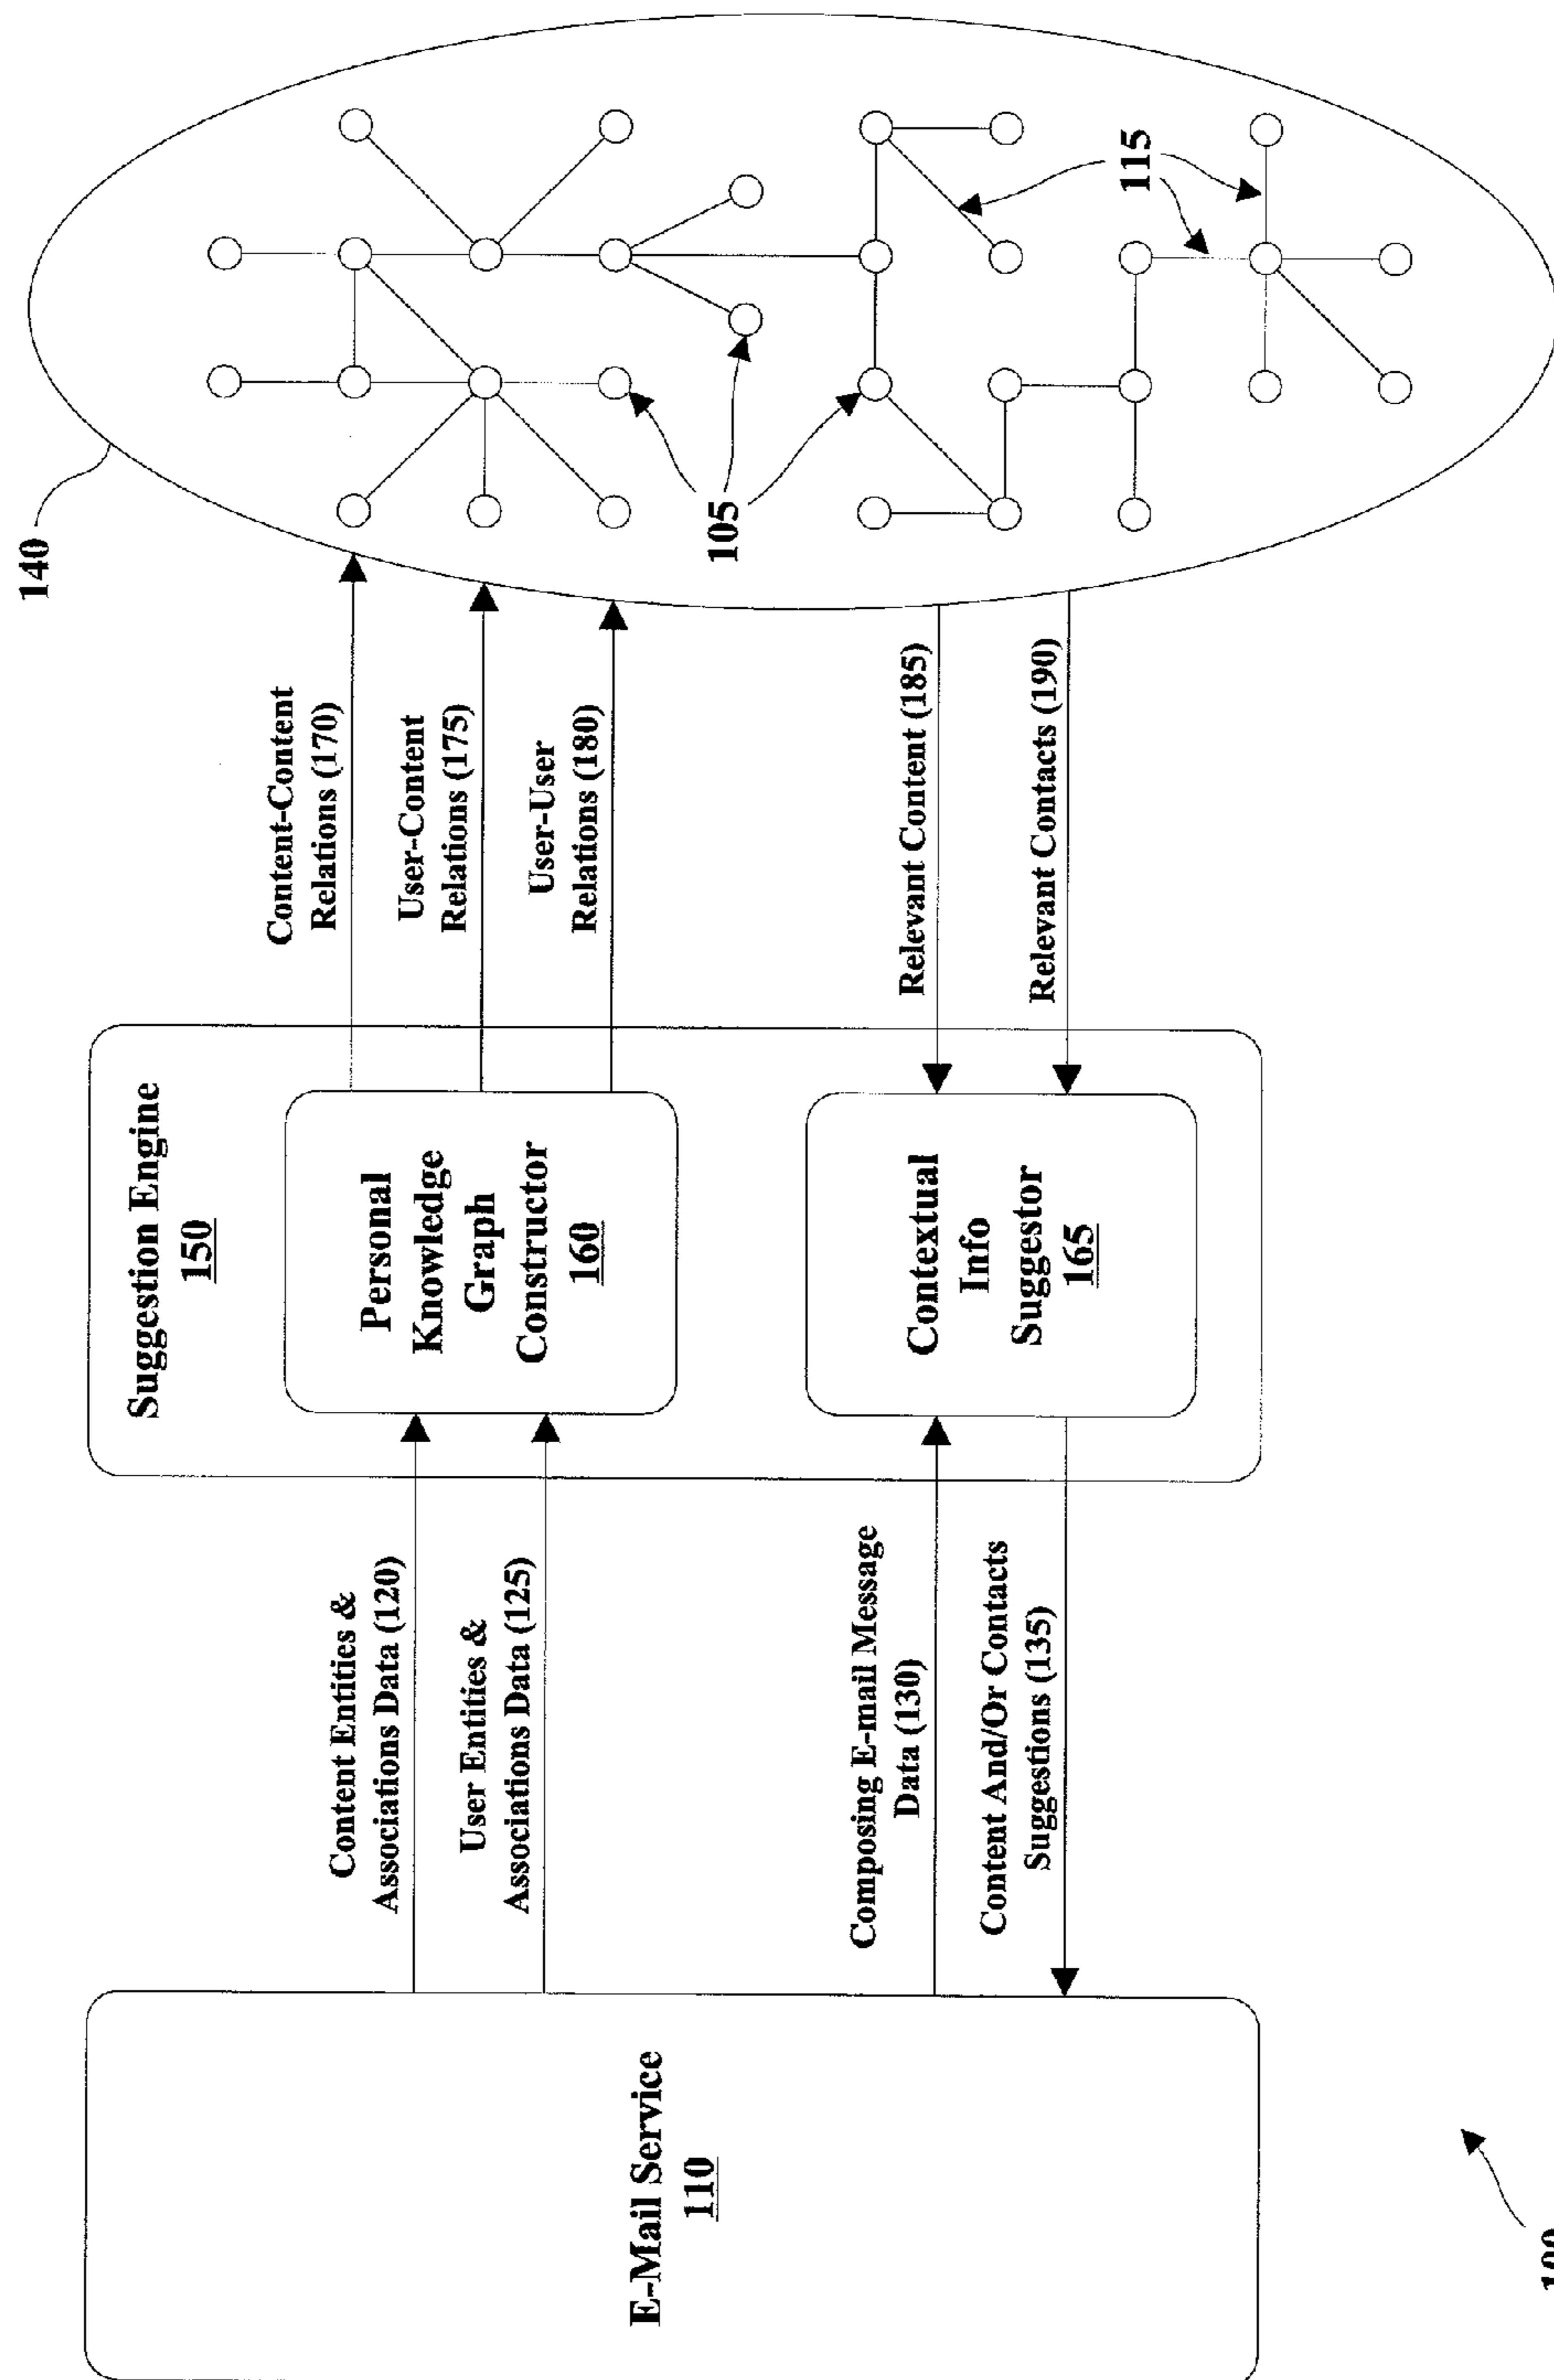 E-Mail Service
110
Content Entities &
Associations Data (120)
User Entities &
Associations Data (125)
Composing E-mail Message
Data (130)
Content And/Or Contacts
Suggestions (135)
Suggestion Engine
150
Personal
Knowledge
Graph
Constructor
160
Contextual
Info
Suggestor
165
Content-Content
Relations (170)
User-Content
Relations (175)
User-User
Relations (180)
Relevant Content (185)
Relevant Contacts (190)
140
105
115